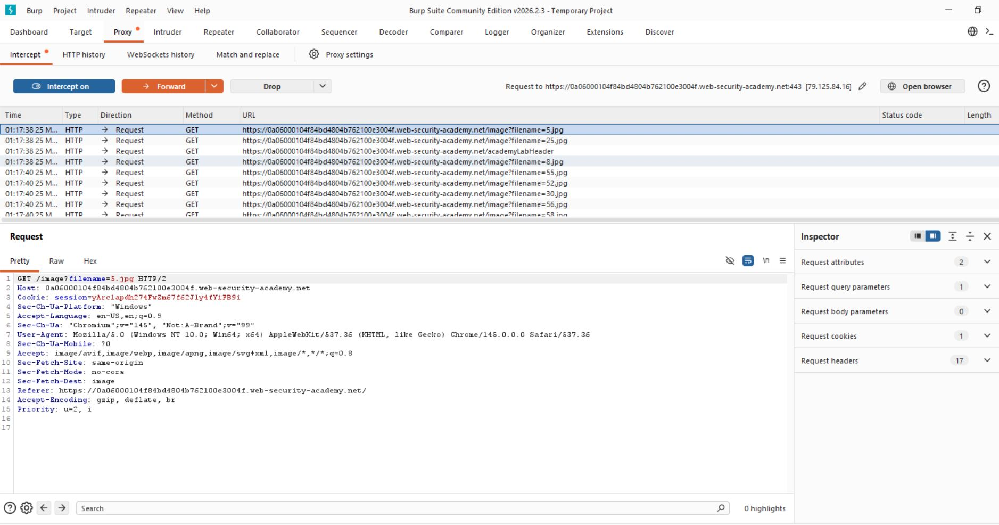 Burp Project Intruder Repeater View Help Burp Suite Community Edition v2026.2.3 - Temporary Project
Dashboard Target Proxy Intruder Repeater Collaborator Sequencer Decoder Comparer Logger Organizer Extensions Discover
Intercept HTTP history WebSockets history Match and replace Proxy settings
Intercept on Forward Drop Request to https://0a06000104f84bd4804b762100e3004f.web-security-academy.net:443 [79.125.84.16] Open browser
Time Type Direction Method URL Status code Length
01:17:38 25 M... HTTP → Request GET https://0a06000104f84bd4804b762100e3004f.web-security-academy.net/image?filename=5.jpg
01:17:38 25 M... HTTP → Request GET https://0a06000104f84bd4804b762100e3004f.web-security-academy.net/image?filename=25.jpg
01:17:38 25 M... HTTP → Request GET https://0a06000104f84bd4804b762100e3004f.web-security-academy.net/academyLabHeader
01:17:38 25 M... HTTP → Request GET https://0a06000104f84bd4804b762100e3004f.web-security-academy.net/image?filename=8.jpg
01:17:40 25 M... HTTP → Request GET https://0a06000104f84bd4804b762100e3004f.web-security-academy.net/image?filename=55.jpg
01:17:40 25 M... HTTP → Request GET https://0a06000104f84bd4804b762100e3004f.web-security-academy.net/image?filename=52.jpg
01:17:40 25 M... HTTP → Request GET https://0a06000104f84bd4804b762100e3004f.web-security-academy.net/image?filename=30.jpg
01:17:40 25 M... HTTP → Request GET https://0a06000104f84bd4804b762100e3004f.web-security-academy.net/image?filename=56.jpg
01:17:40 25 M... HTTP → Request GET https://0a06000104f84bd4804b762100e3004f.web-security-academy.net/image?filename=58.jpg
Request
Pretty Raw Hex \n
1 GET /image?filename=5.jpg HTTP/2
2 Host: 0a06000104f84bd4804b762100e3004f.web-security-academy.net
3 Cookie: session=yArclapdh274FwZm67f62Jly4fYiFB9i
4 Sec-Ch-Ua-Platform: "Windows"
5 Accept-Language: en-US,en;q=0.9
6 Sec-Ch-Ua: "Chromium";v="145", "Not:A-Brand";v="99"
7 User-Agent: Mozilla/5.0 (Windows NT 10.0; Win64; x64) AppleWebKit/537.36 (KHTML, like Gecko) Chrome/145.0.0.0 Safari/537.36
8 Sec-Ch-Ua-Mobile: ?0
9 Accept: image/avif,image/webp,image/apng,image/svg+xml,image/*,*/*;q=0.8
10 Sec-Fetch-Site: same-origin
11 Sec-Fetch-Mode: no-cors
12 Sec-Fetch-Dest: image
13 Referer: https://0a06000104f84bd4804b762100e3004f.web-security-academy.net/
14 Accept-Encoding: gzip, deflate, br
15 Priority: u=2, i
16
17
Inspector
Request attributes 2
Request query parameters 1
Request body parameters 0
Request cookies 1
Request headers 17
Search 0 highlights